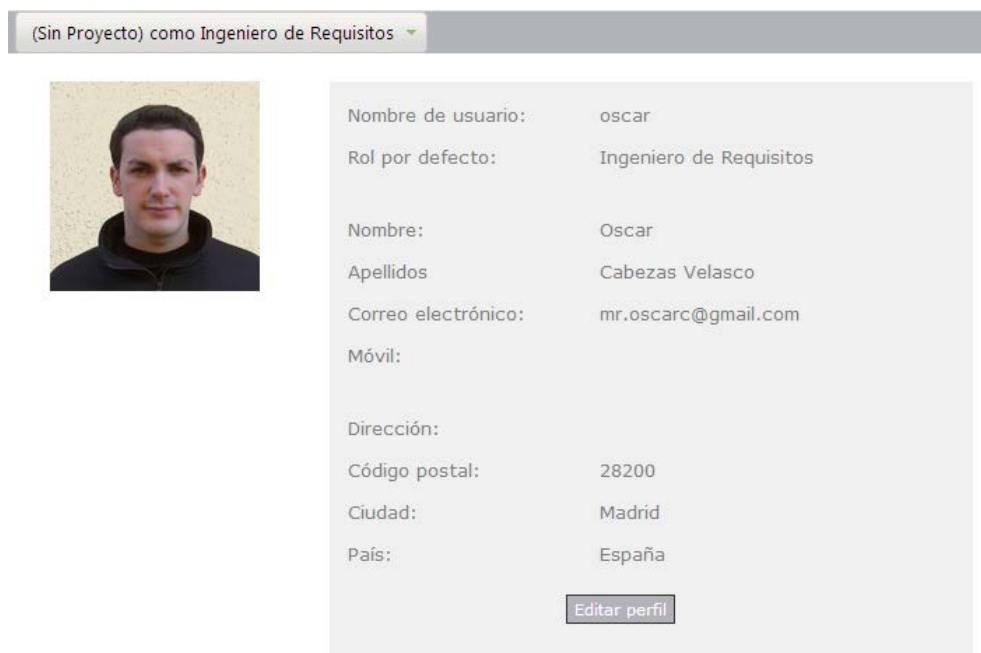 (Sin Proyecto) como Ingeniero de Requisitos
Nombre de usuario: oscar
Rol por defecto: Ingeniero de Requisitos
Nombre: Oscar
Apellidos Cabezas Velasco
Correo electrónico: mr.oscarc@gmail.com
Móvil:
Dirección:
Código postal: 28200
Ciudad: Madrid
País: España
Editar perfil